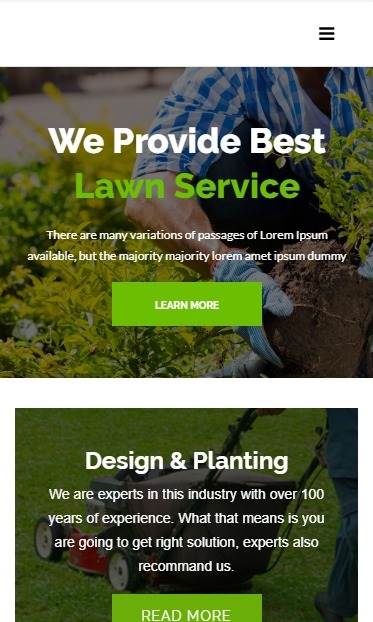 We Provide Best
Lawn Service
There are many variations of passages of Lorem Ipsum
available, but the majority majority lorem amet ipsum dummy
LEARN MORE
Design & Planting
We are experts in this industry with over 100
years of experience. What that means is you
are going to get right solution, experts also
recommand us.
READ MORE